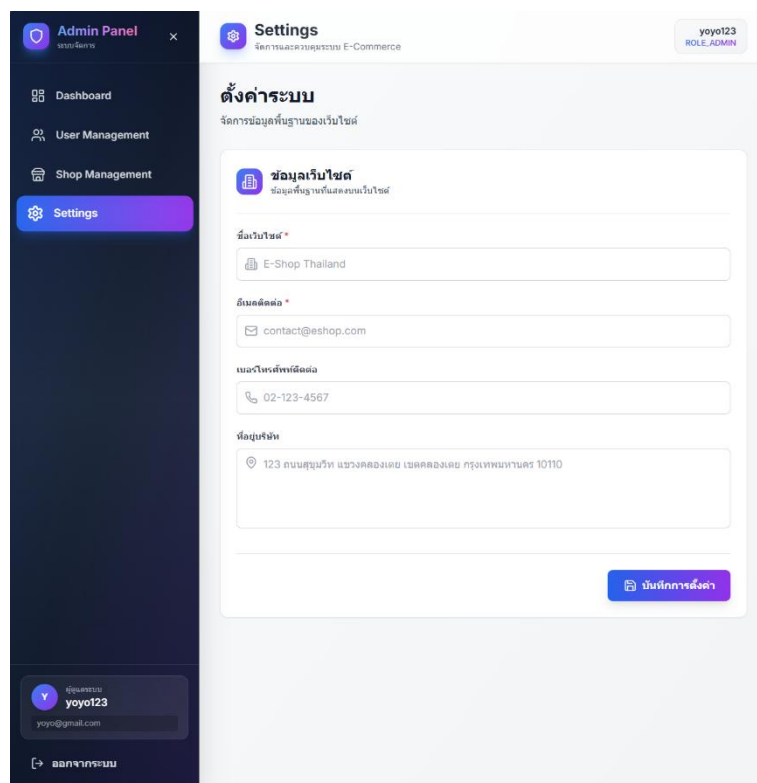 Admin Panel
ระบบจัดการ
Dashboard
User Management
Shop Management
Settings
ผู้ดูแลระบบ
Y
yoyo123
yoyo@gmail.com
ออกจากระบบ
Settings
จัดการและควบคุมระบบ E-Commerce
yoyo123
ROLE_ADMIN
ตั้งค่าระบบ
จัดการข้อมูลพื้นฐานของเว็บไซต์
ข้อมูลเว็บไซต์
ข้อมูลพื้นฐานที่แสดงบนเว็บไซต์
ชื่อเว็บไซต์ *
E-Shop Thailand
อีเมลติดต่อ *
contact@eshop.com
เบอร์โทรศัพท์ติดต่อ
02-123-4567
ที่อยู่บริษัท
123 ถนนสุขุมวิท แขวงคลองเตย เขตคลองเตย กรุงเทพมหานคร 10110
บันทึกการตั้งค่า